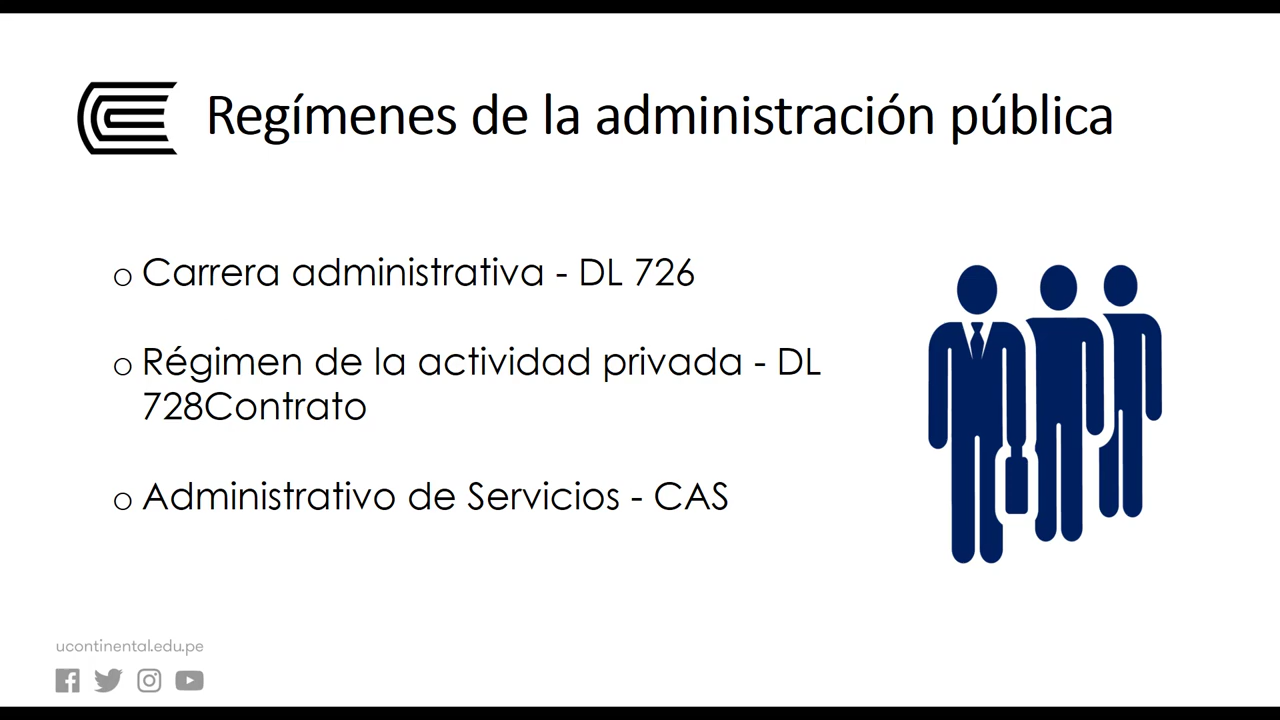 Regímenes de la administración pública
o Carrera administrativa - DL 726
o Régimen de la actividad privada - DL
728Contrato
o Administrativo de Servicios - CAS
ucontinental.edu.pe